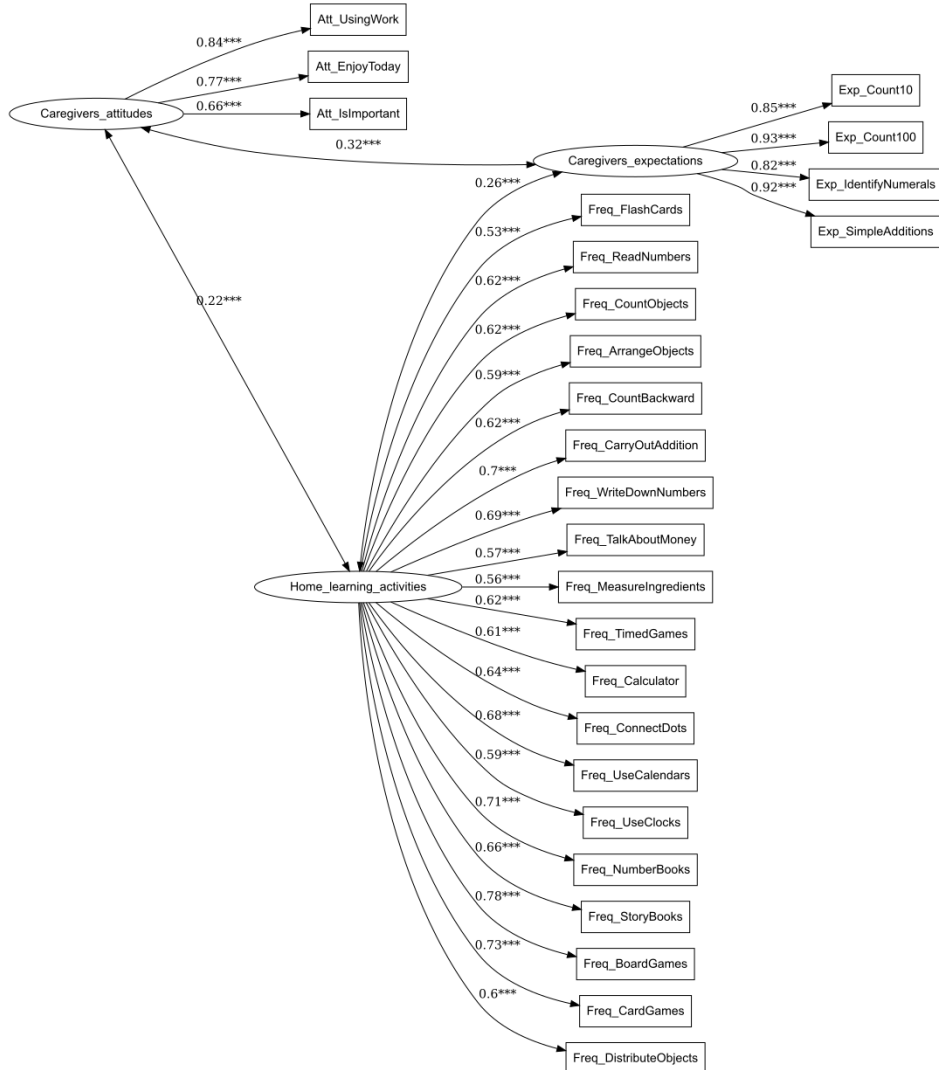 Att_UsingWork
0.84***
Att_EnjoyToday
0.77***
Exp_Count10
0.66***
0.85***
Caregivers_attitudes
Att_IsImportant
Exp_Count100
0.93***
0.32***
Caregivers_expectations
0.82***
0.26***
Exp_IdentifyNumerals
0.92***
Freq_FlashCards
0.53***
Exp_SimpleAdditions
Freq_ReadNumbers
0.62***
Freq_CountObjects
0.22***
0.62***
Freq_ArrangeObjects
0.59***
Freq_CountBackward
0.62***
Freq_CarryOutAddition
0.7***
Freq_WriteDownNumbers
0.69***
Freq_TalkAboutMoney
0.57***
Home_learning_activities
0.56***
Freq_MeasureIngredients
0.62***
Freq_TimedGames
0.61***
Freq_Calculator
0.64***
Freq_ConnectDots
0.68***
Freq_UseCalendars
0.59***
Freq_UseClocks
0.71***
Freq_NumberBooks
0.66***
Freq_StoryBooks
0.78***
Freq_BoardGames
0.73***
Freq_CardGames
0.6***
Freq_DistributeObjects